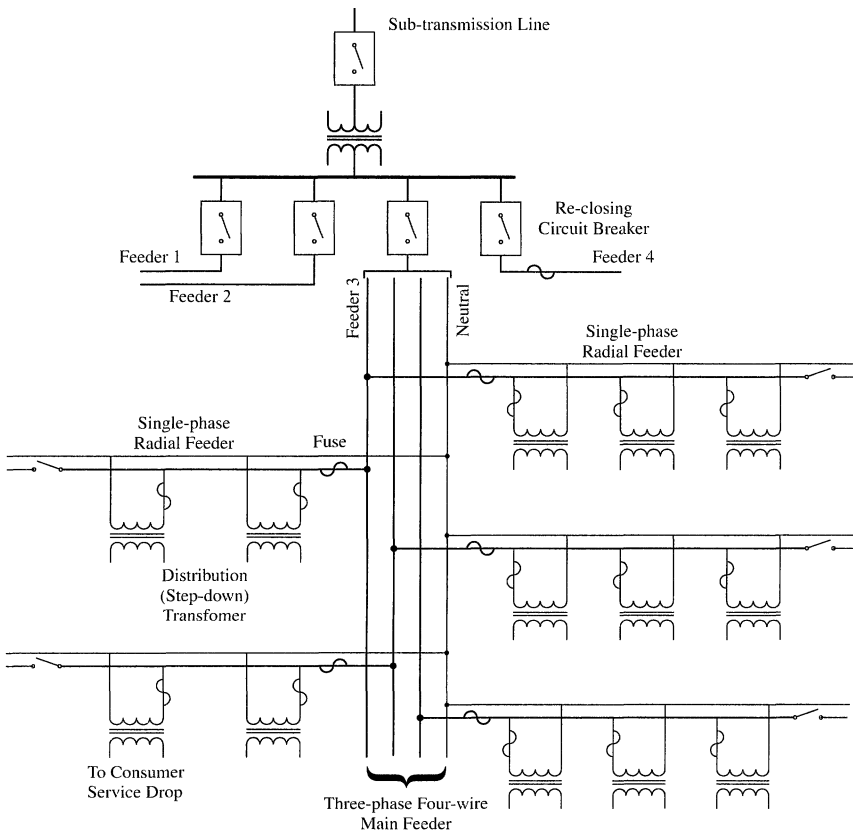 Sub-transmission Line
Re-closing
Circuit Breaker
Feeder 1
Feeder 4
Feeder 2
Feeder 3
Neutral
Single-phase
Radial Feeder
Single-phase
Radial Feeder
Fuse
Distribution
(Step-down)
Transfomer
To Consumer
Service Drop
Three-phase Four-wire
Main Feeder